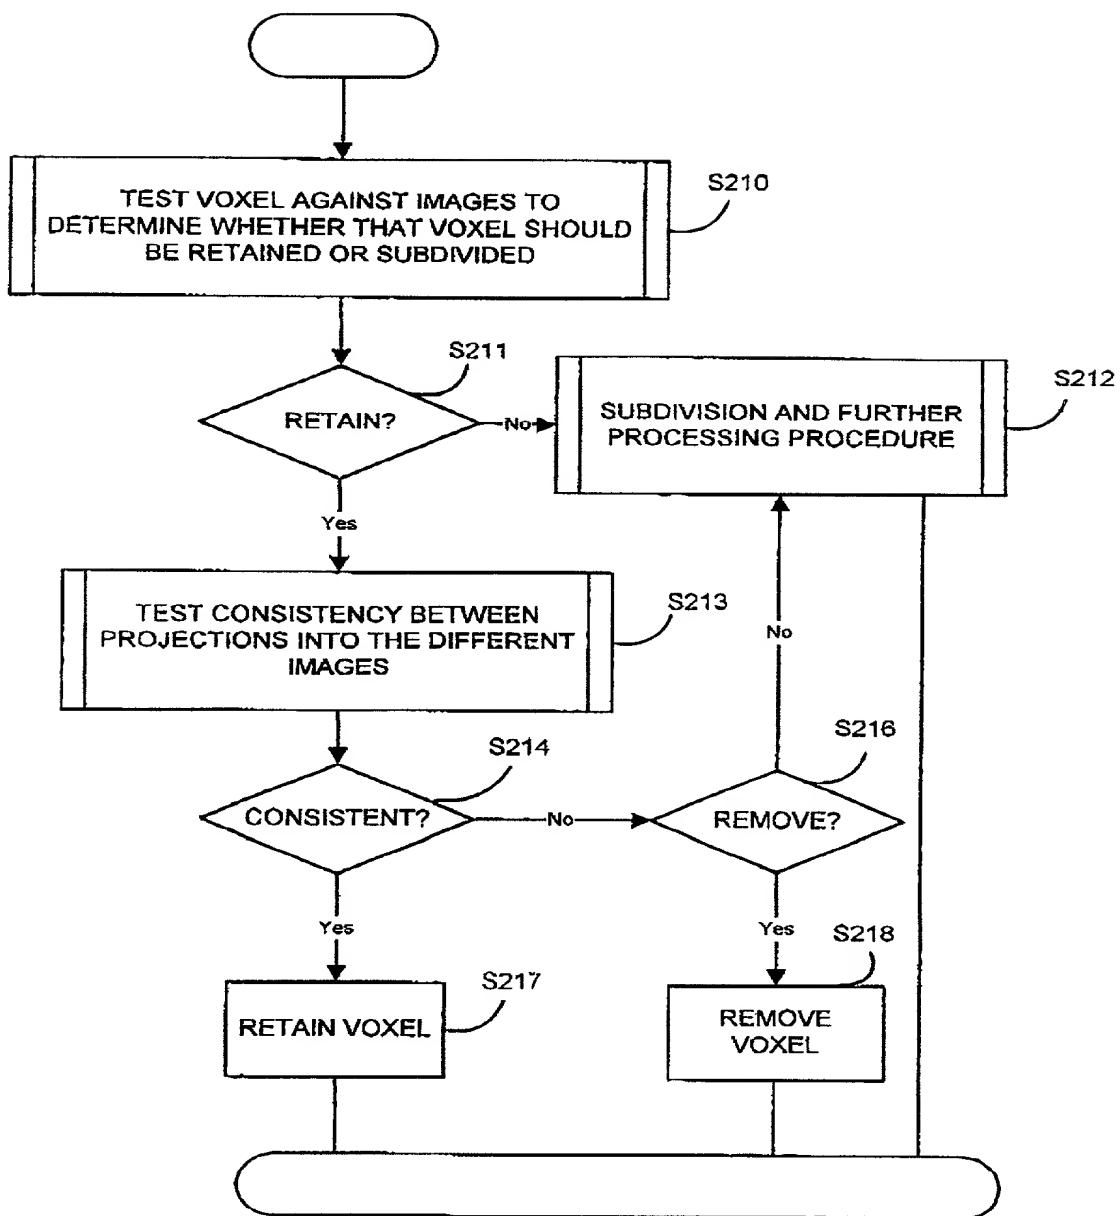 TEST VOXEL AGAINST IMAGES TO
DETERMINE WHETHER THAT VOXEL SHOULD
BE RETAINED OR SUBDIVIDED
S210
S211
RETAIN?
No
SUBDIVISION AND FURTHER
PROCESSING PROCEDURE
S212
Yes
TEST CONSISTENCY BETWEEN
PROJECTIONS INTO THE DIFFERENT
IMAGES
S213
No
S214
CONSISTENT?
No
S216
REMOVE?
Yes
Yes
S217
RETAIN VOXEL
S218
REMOVE
VOXEL